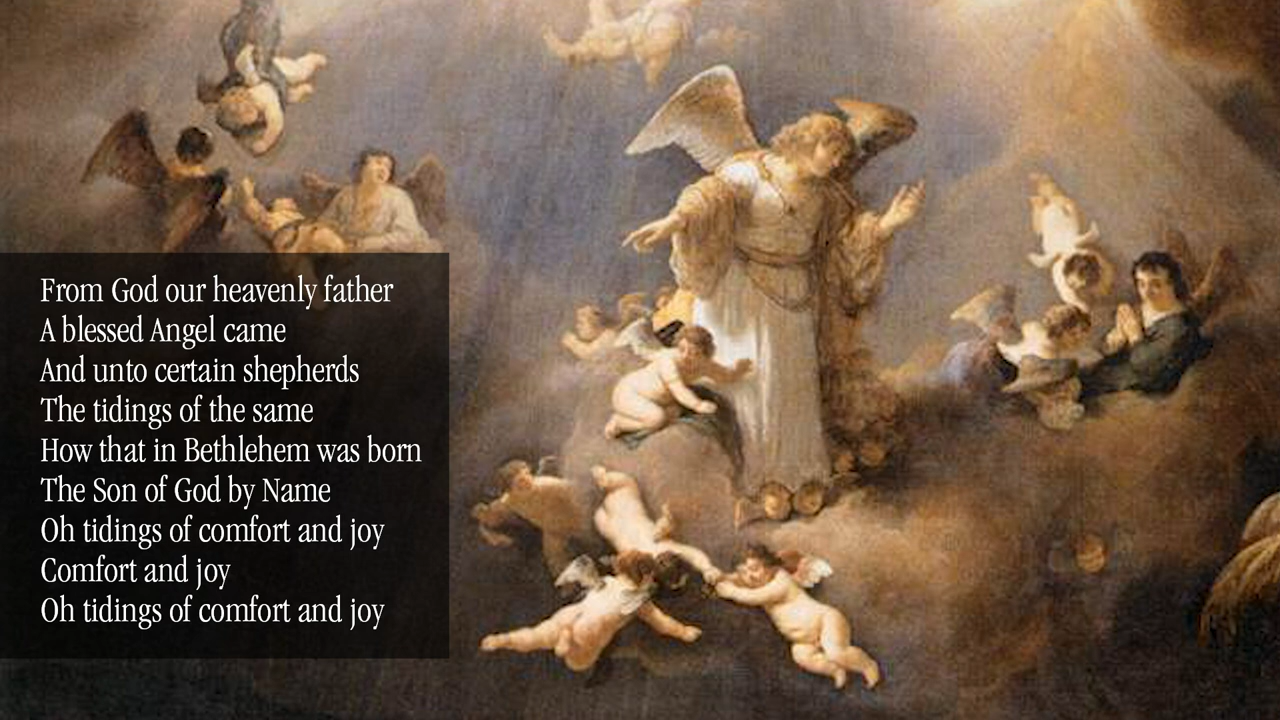 From God our heavenly father
A blessed Angel came
And unto certain shepherds
The tidings of the same
How that in Bethlehem was born
The Son of God by Name
Oh tidings of comfort and joy
Comfort and joy
Oh tidings of comfort and joy